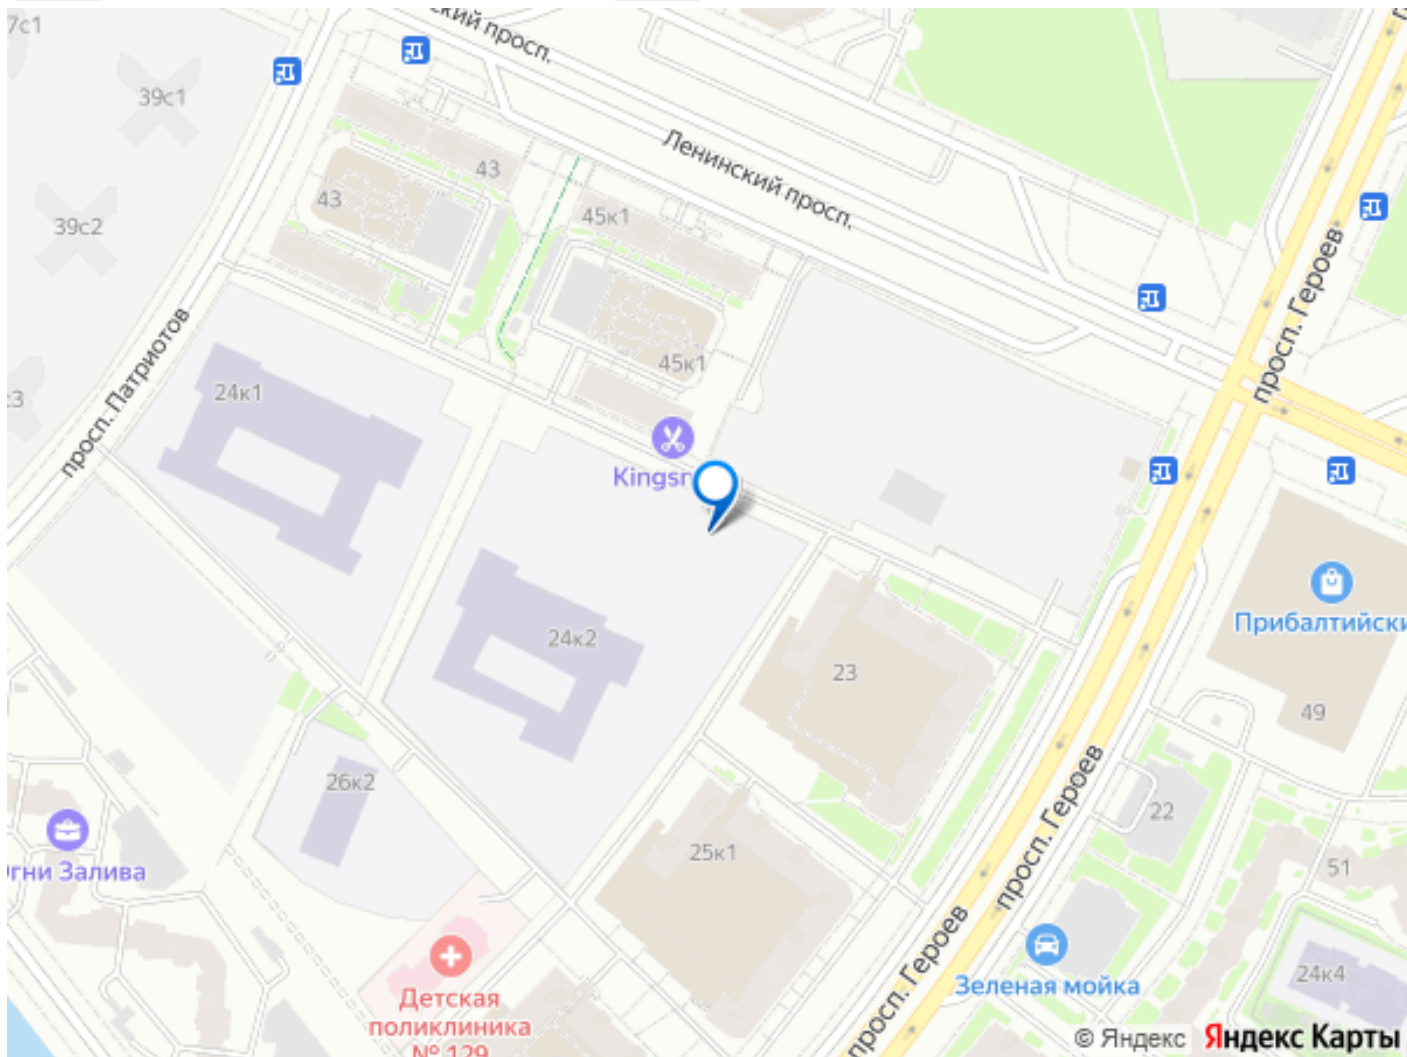 7с1
39с1
39с2
ский просп.
Ленинский просп.
43
43
45к1
45к1
просп. Героев
просп. Патриотов
24к1
Kingsm
24к2
23
Прибалтийски
49
26к2
25к1
22
просп. Героев
51
гни Залива
просп. Героев
Зеленая мойка
24к4
Детская
поликлиника
№ 129
© Яндекс Яндекс Карты